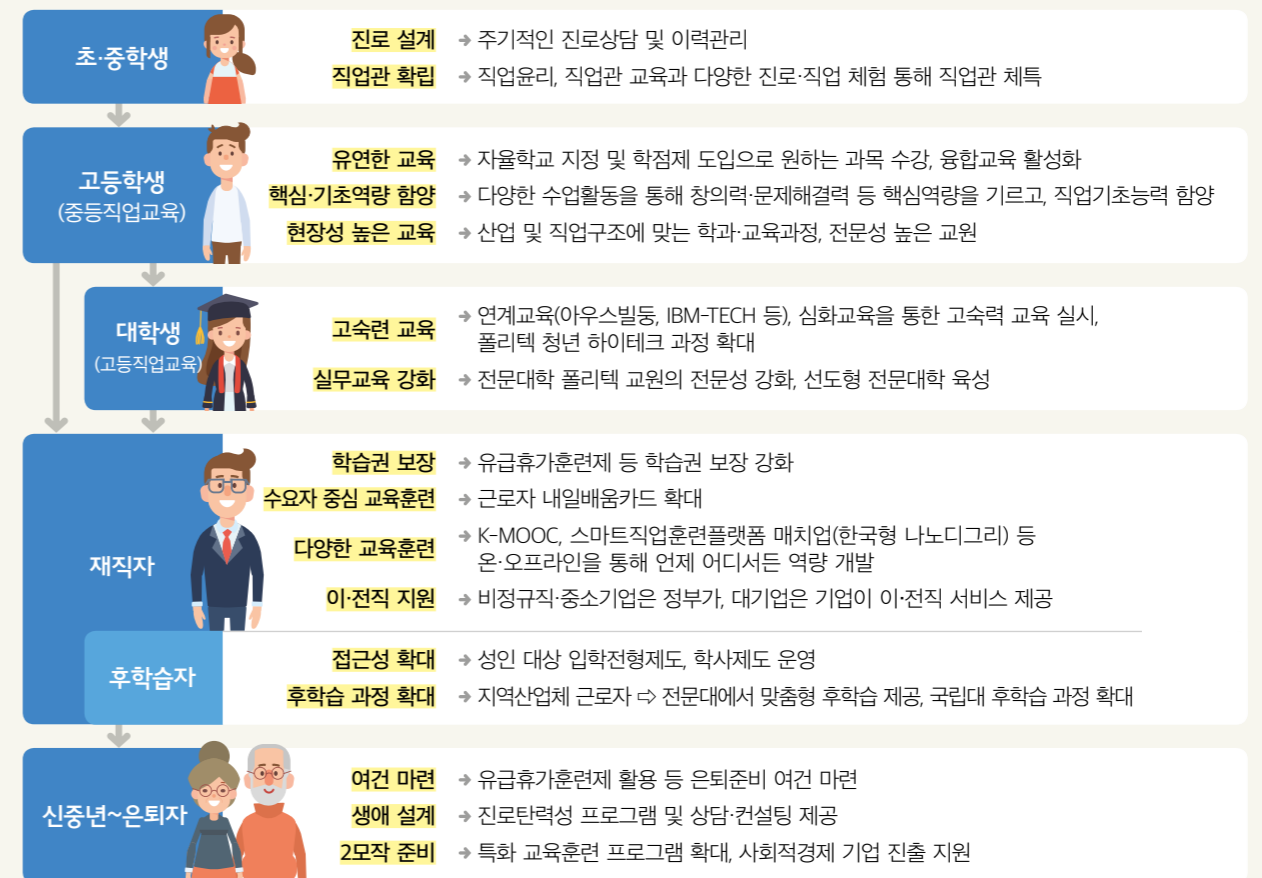 초·중학생
진로 설계 → 주기적인 진로상담 및 이력관리
직업관 확립 → 직업윤리, 직업관 교육과 다양한 진로·직업 체험 통해 직업관 체득
고등학생
(중등직업교육)
유연한 교육 → 자율학교 지정 및 학점제 도입으로 원하는 과목 수강, 융합교육 활성화
핵심·기초역량 함양 → 다양한 수업활동을 통해 창의력·문제해결력 등 핵심역량을 기르고, 직업기초능력 함양
현장성 높은 교육 → 산업 및 직업구조에 맞는 학과·교육과정, 전문성 높은 교원
대학생
(고등직업교육)
고숙련 교육 → 연계교육(아우스빌둥, IBM-TECH 등), 심화교육을 통한 고숙력 교육 실시,
폴리텍 청년 하이테크 과정 확대
실무교육 강화 → 전문대학 폴리텍 교원의 전문성 강화, 선도형 전문대학 육성
재직자
학습권 보장 → 유급휴가훈련제 등 학습권 보장 강화
수요자 중심 교육훈련 → 근로자 내일배움카드 확대
다양한 교육훈련 → K-MOOC, 스마트직업훈련플랫폼 매치업(한국형 나노디그리) 등
온·오프라인을 통해 언제 어디서든 역량 개발
이·전직 지원 → 비정규직·중소기업은 정부가, 대기업은 기업이 이·전직 서비스 제공
후학습자
접근성 확대 → 성인 대상 입학전형제도, 학사제도 운영
후학습 과정 확대 → 지역산업체 근로자 ⇨ 전문대에서 맞춤형 후학습 제공, 국립대 후학습 과정 확대
신중년~은퇴자
여건 마련 → 유급휴가훈련제 활용 등 은퇴준비 여건 마련
생애 설계 → 진로탄력성 프로그램 및 상담·컨설팅 제공
2모작 준비 → 특화 교육훈련 프로그램 확대, 사회적경제 기업 진출 지원